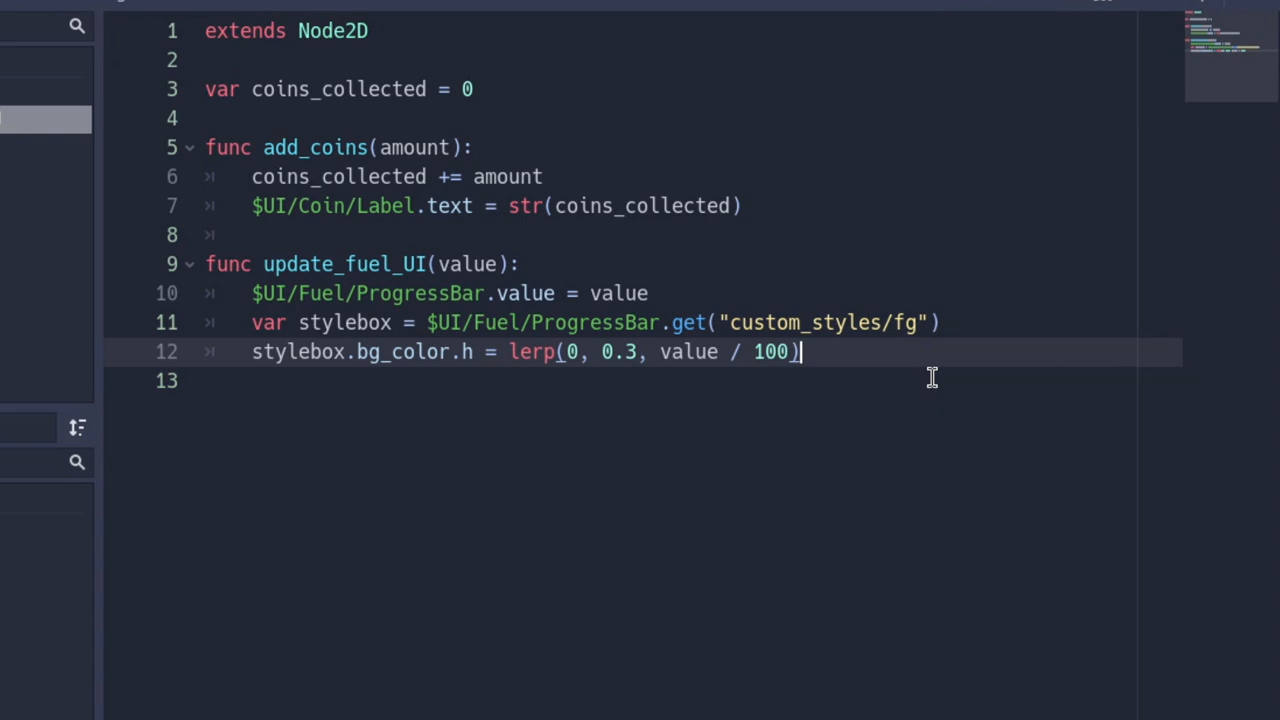 1 extends Node2D
2
3 var coins_collected = 0
4
5 func add_coins(amount):
6 coins_collected += amount
7 $UI/Coin/Label.text = str(coins_collected)
8
9 func update_fuel_UI(value):
10 $UI/Fuel/ProgressBar.value = value
11 var stylebox = $UI/Fuel/ProgressBar.get("custom_styles/fg")
12 stylebox.bg_color.h = lerp(0, 0.3, value / 100)
13